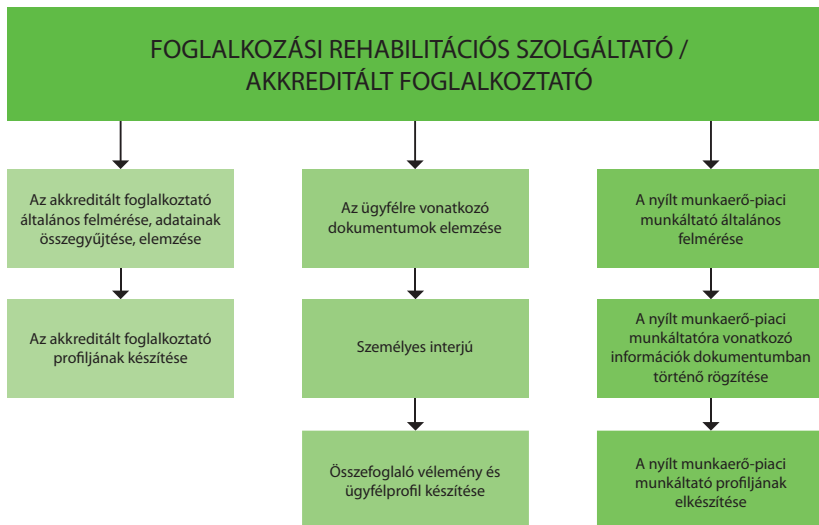 FOGLALKOZÁSI REHABILITÁCIÓS SZOLGÁLTATÓ /
AKKREDITÁLT FOGLALKOZTATÓ
Az akkreditált foglalkoztató
általános felmérése, adatainak
összegyűjtése, elemzése
Az akkreditált foglalkoztató
profiljának készítése
Az ügyfélre vonatkozó
dokumentumok elemzése
Személyes interjú
Összefoglaló vélemény és
ügyfélprofil készítése
A nyílt munkaerő-piaci
munkáltató általános
felmérése
A nyílt munkaerő-piaci
munkáltatóra vonatkozó
információk dokumentumban
történő rögzítése
A nyílt munkaerő-piaci
munkáltató profiljának
elkészítése